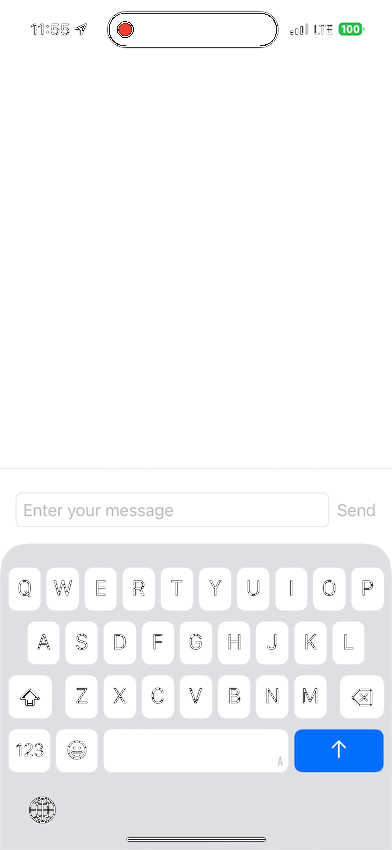 11:55 LTE 100
Enter your message Send
Q W E R T Y U I O P
A S D F G H J K L
Z X C V B N M
123 A